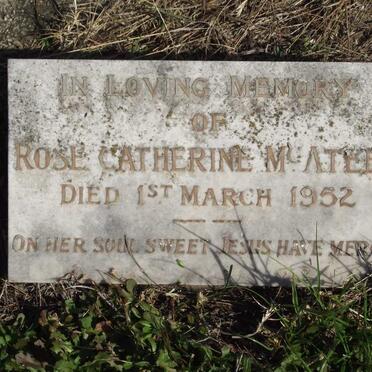 IN LOVING MEMORY
OF
ROSE CATHERINE McATEE
DIED 1ST MARCH 1952
ON HER SOUL SWEET JESUS HAVE MER